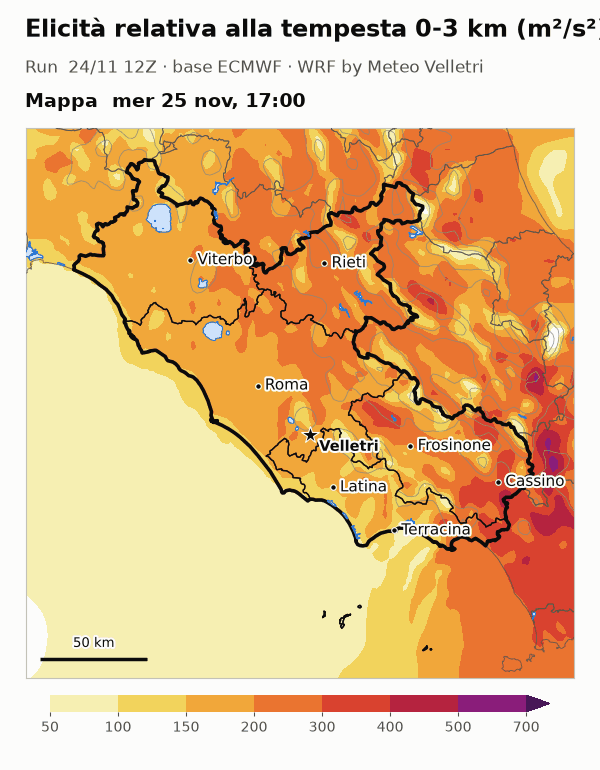 Elicità relativa alla tempesta 0-3 km (m²/s²)
Run 24/11 12Z · base ECMWF · WRF by Meteo Velletri
Mappa mer 25 nov, 17:00
Viterbo
Rieti
Roma
Velletri
Frosinone
Cassino
Latina
Terracina
50 km
50 100 150 200 300 400 500 700